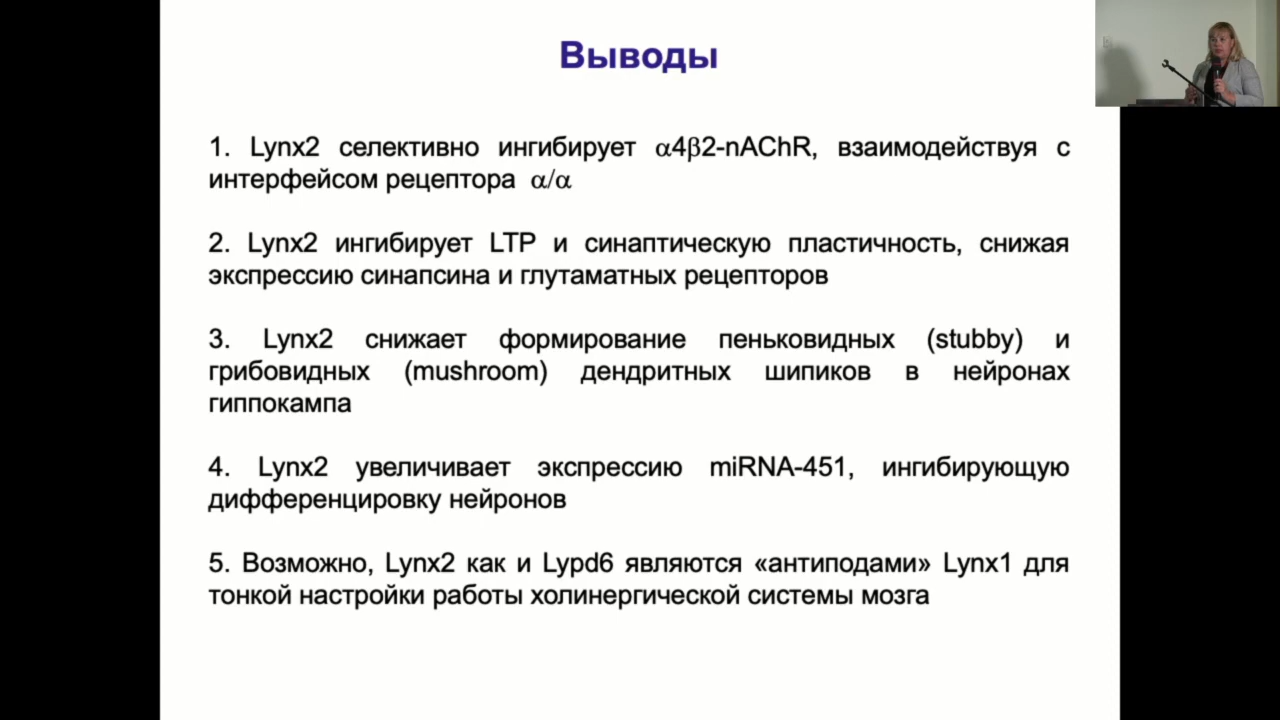 Выводы
1. Lynx2 селективно ингибирует α4β2-nAChR, взаимодействуя с
интерфейсом рецептора α/α
2. Lynx2 ингибирует LTP и синаптическую пластичность, снижая
экспрессию синапсина и глутаматных рецепторов
3. Lynx2 снижает формирование пеньковидных (stubby) и
грибовидных (mushroom) дендритных шипиков в нейронах
гиппокампа
4. Lynx2 увеличивает экспрессию miRNA-451, ингибирующую
дифференцировку нейронов
5. Возможно, Lynx2 как и Lypd6 являются «антиподами» Lynx1 для
тонкой настройки работы холинергической системы мозга